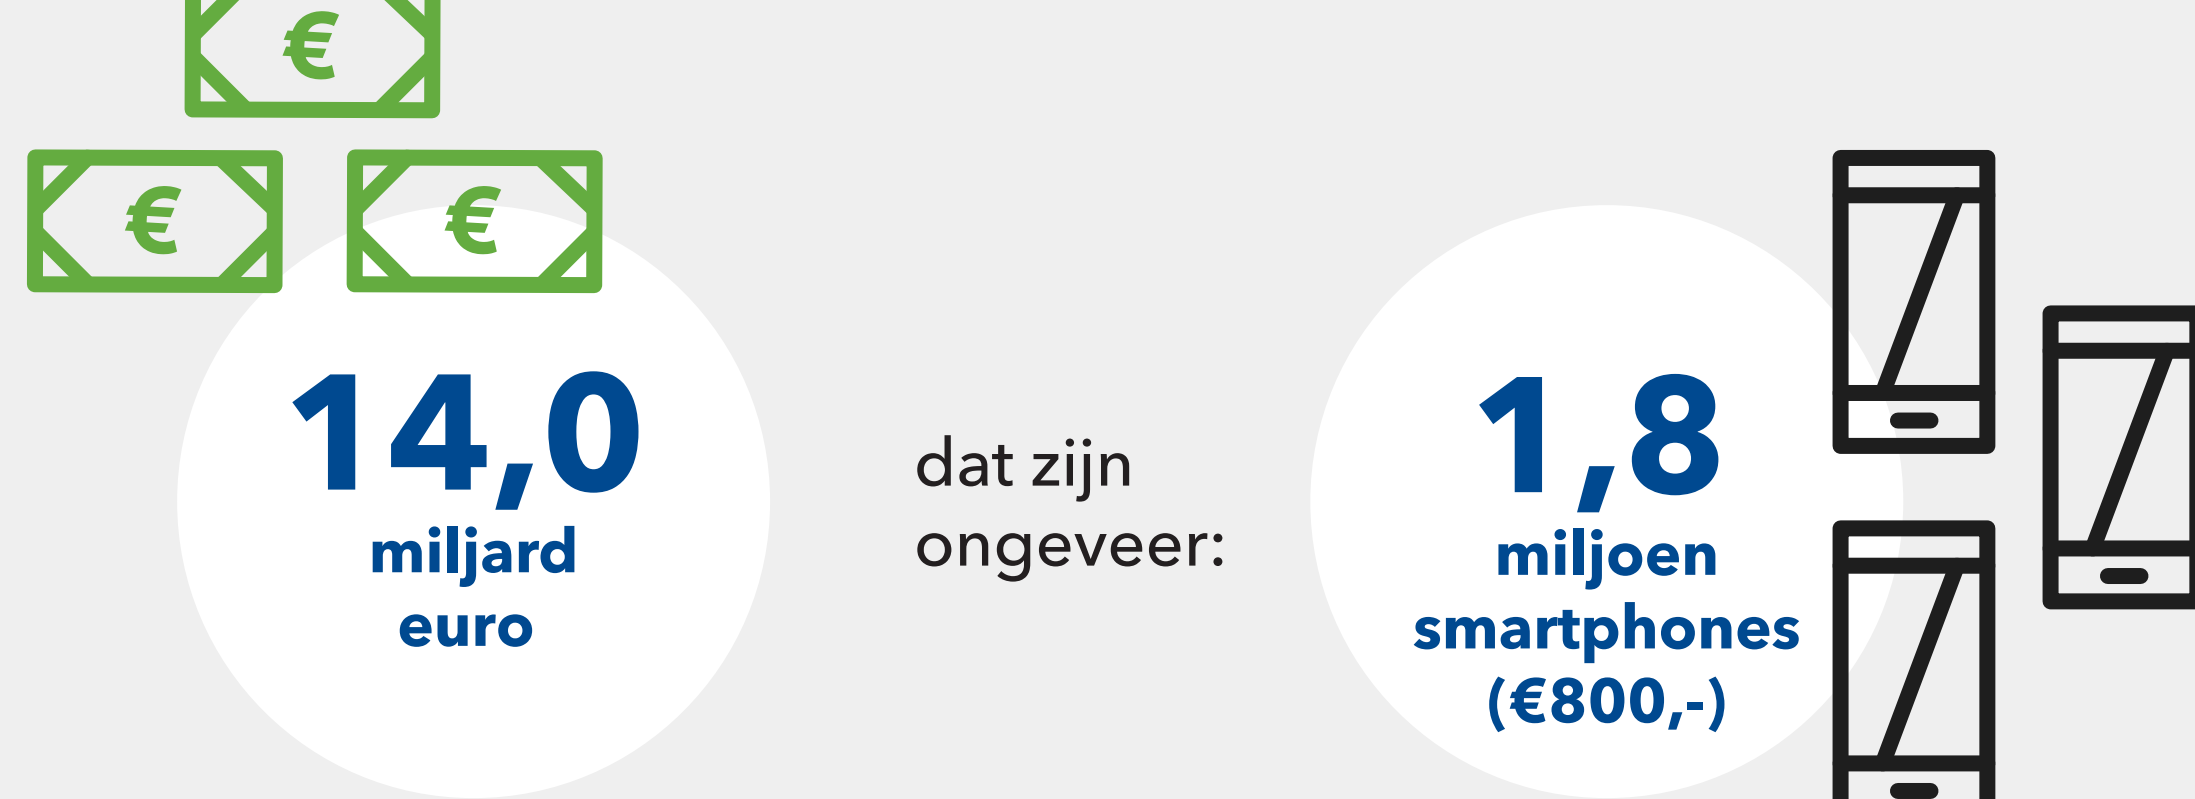 €
€ €
14,0
miljard
euro
dat zijn
ongeveer:
1,8
miljoen
smartphones
(€800,-)